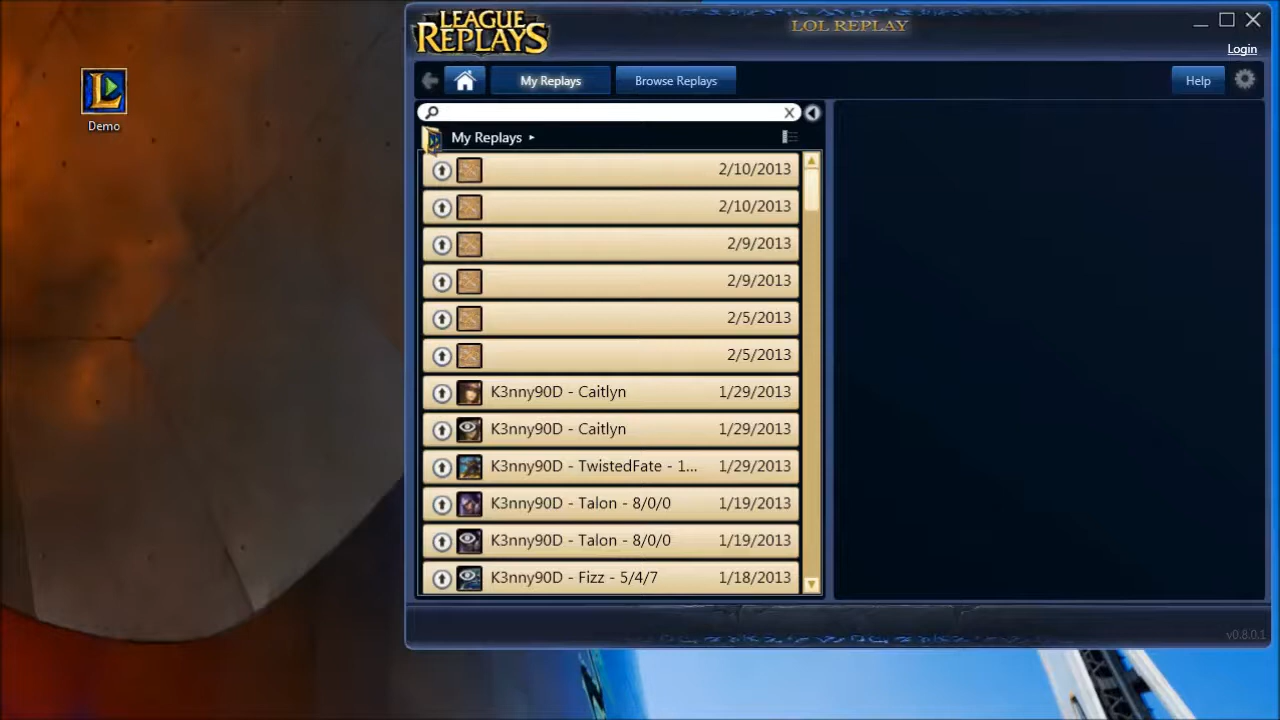 LEAGUE
REPLAYS
LOL REPLAY
Login
My Replays
Browse Replays
Help
Demo
My Replays
2/10/2013
2/10/2013
2/9/2013
2/9/2013
2/5/2013
2/5/2013
K3nny90D - Caitlyn 1/29/2013
K3nny90D - Caitlyn 1/29/2013
K3nny90D - TwistedFate - 1... 1/29/2013
K3nny90D - Talon - 8/0/0 1/19/2013
K3nny90D - Talon - 8/0/0 1/19/2013
K3nny90D - Fizz - 5/4/7 1/18/2013
v0.8.0.1